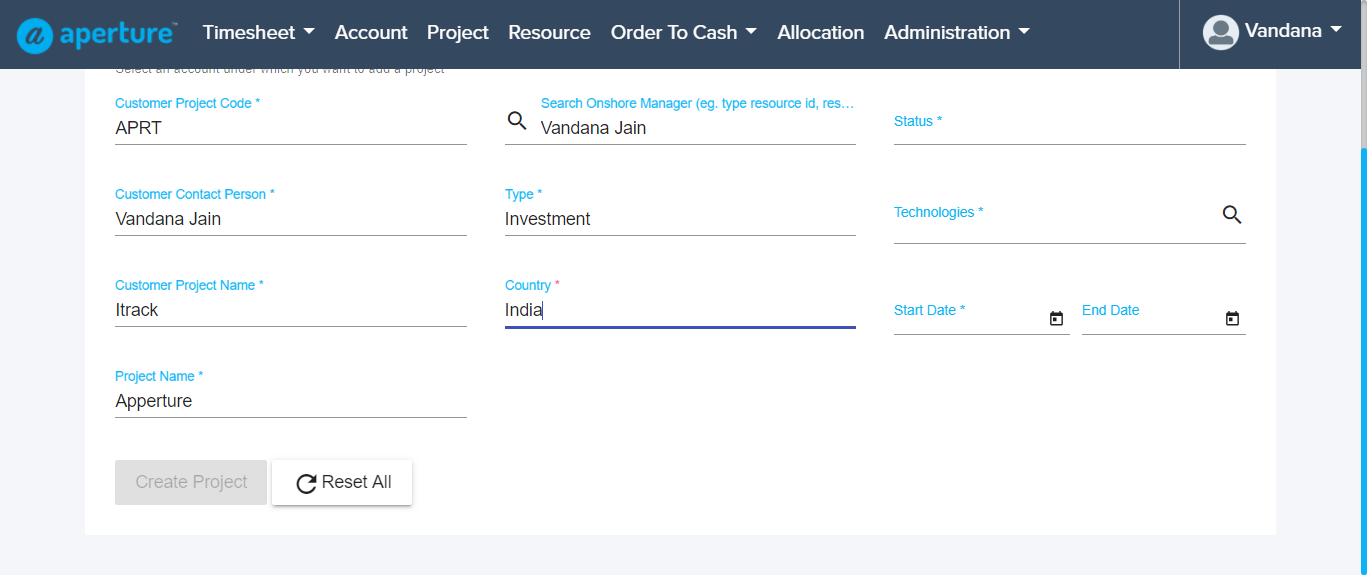 aperture™ Timesheet Account Project Resource Order To Cash Allocation Administration Vandana
Select an account under which you want to add a project
Customer Project Code *
APRT
Search Onshore Manager (eg. type resource id, res...
Vandana Jain
Status *
Customer Contact Person *
Vandana Jain
Type *
Investment
Technologies *
Customer Project Name *
Itrack
Country *
India
Start Date *
End Date
Project Name *
Apperture
Create Project
Reset All